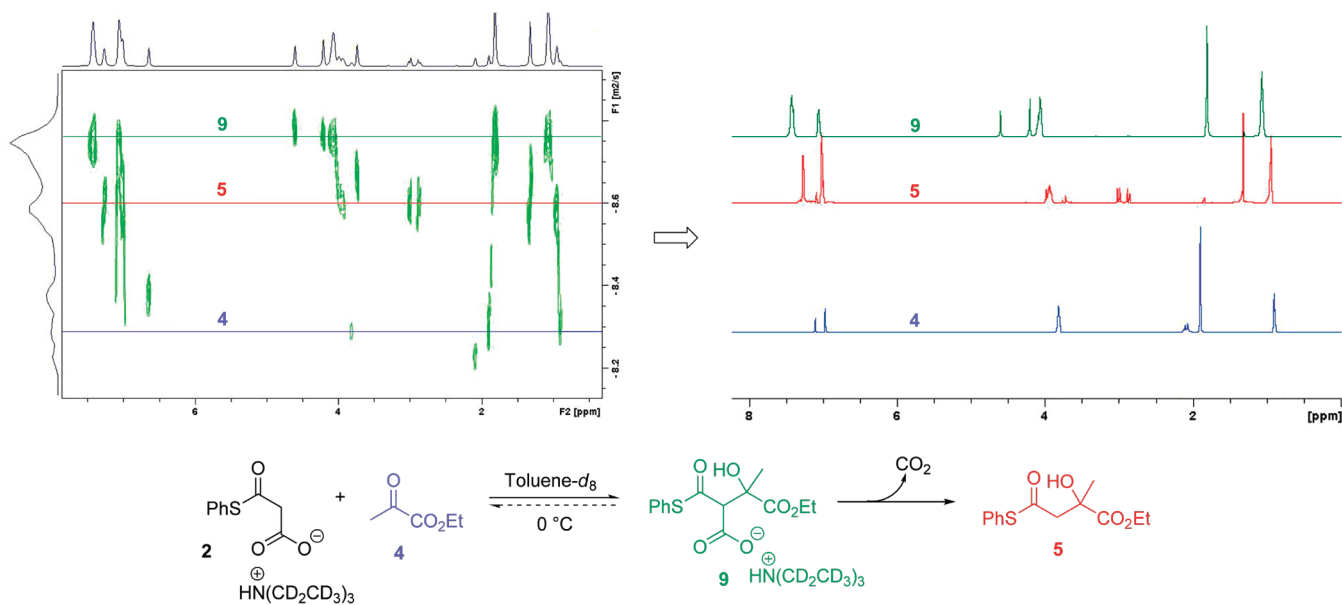 F1 [m2/s]
9
5
4
-8.6
-8.4
-8.2
6
4
2
F2 [ppm]
9
5
4
8
6
4
2
[ppm]
O
PhS
O
O
⊖
2
⊕
HN(CD2CD3)3
+
O
CO2Et
4
Toluene-d8
0 °C
HO
O
PhS
CO2Et
O
O
⊖
9
⊕
HN(CD2CD3)3
CO2
HO
O
PhS
CO2Et
5